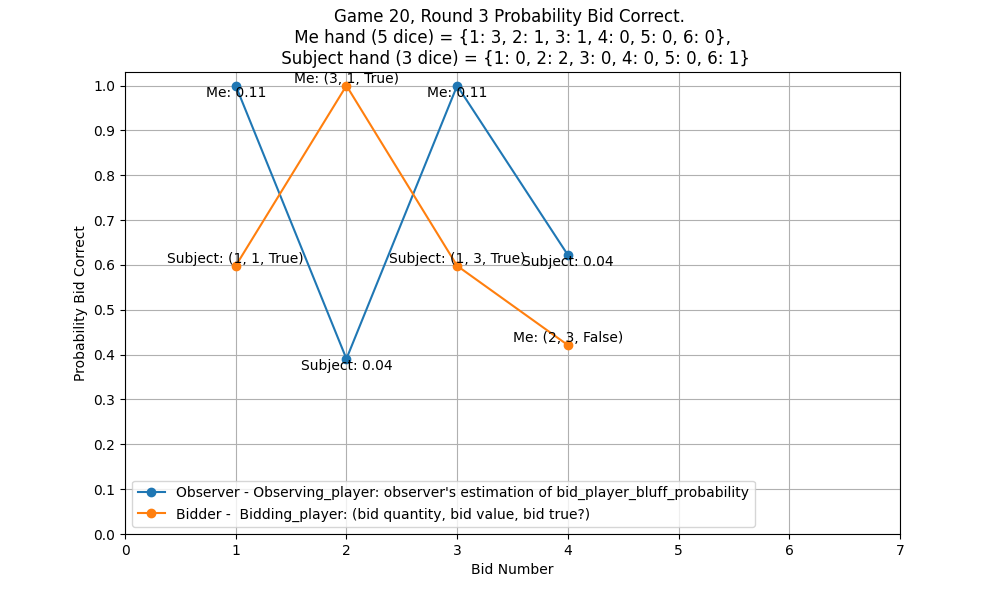 Game 20, Round 3 Probability Bid Correct.
Me hand (5 dice) = {1: 3, 2: 1, 3: 1, 4: 0, 5: 0, 6: 0},
Subject hand (3 dice) = {1: 0, 2: 2, 3: 0, 4: 0, 5: 0, 6: 1}
Probability Bid Correct
1.0
0.9
0.8
0.7
0.6
0.5
0.4
0.3
0.2
0.1
0.0
Me: (3, 1, True)
Me: 0.11
Me: 0.11
Subject: (1, 1, True)
Subject: (1, 3, True)
Subject: 0.04
Me: (2, 3, False)
Subject: 0.04
Observer - Observing_player: observer's estimation of bid_player_bluff_probability
Bidder -  Bidding_player: (bid quantity, bid value, bid true?)
0 1 2 3 4 5 6 7
Bid Number